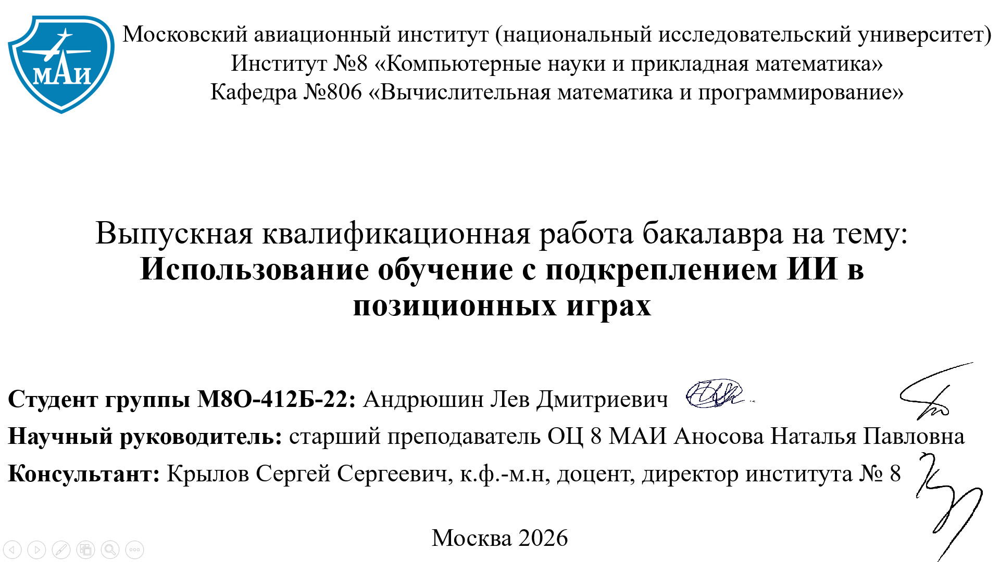 МАИ
Московский авиационный институт (национальный исследовательский университет)
Институт №8 «Компьютерные науки и прикладная математика»
Кафедра №806 «Вычислительная математика и программирование»
Выпускная квалификационная работа бакалавра на тему:
Использование обучение с подкреплением ИИ в
позиционных играх
Студент группы М8О-412Б-22: Андрюшин Лев Дмитриевич
Научный руководитель: старший преподаватель ОЦ 8 МАИ Аносова Наталья Павловна
Консультант: Крылов Сергей Сергеевич, к.ф.-м.н, доцент, директор института № 8
Москва 2026